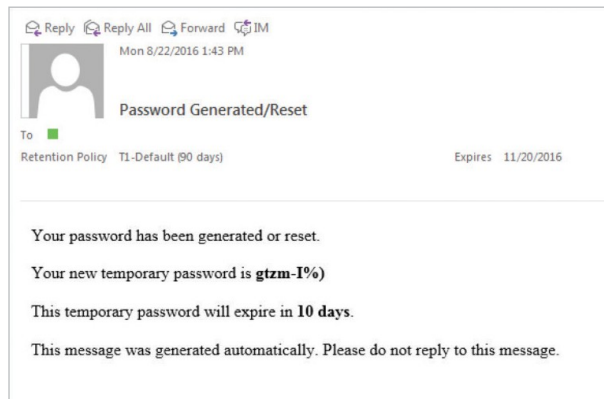 Reply Reply All Forward IM
Mon 8/22/2016 1:43 PM
Password Generated/Reset
To
Retention Policy T1-Default (90 days) Expires 11/20/2016
Your password has been generated or reset.
Your new temporary password is gtzm-I%)
This temporary password will expire in 10 days.
This message was generated automatically. Please do not reply to this message.